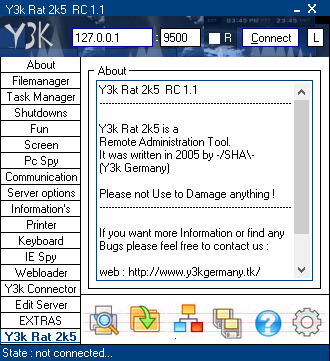 Y3k Rat 2k5 RC 1.1
Y3K
127.0.0.1 : 9500 R Connect L
About
Filemanager
Task Manager
Shutdowns
Fun
Screen
Pc Spy
Communication
Server options
Information's
Printer
Keyboard
IE Spy
Webloader
Y3k Connector
Edit Server
EXTRAS
Y3k Rat 2k5
About
Y3k Rat 2k5 RC 1.1
Y3k Rat 2k5 is a
Remote Administration Tool.
It was written in 2005 by -/SHA\-
(Y3k Germany)
Please not Use to Damage anything !
If you want more Information or find any
Bugs please feel free to contact us :
web : http://www.y3kgermany.tk/
State : not connected...